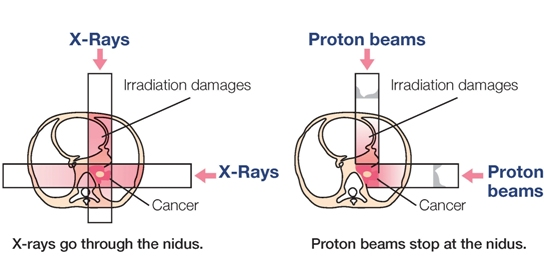 X-Rays
Irradiation damages
X-Rays
Cancer
X-rays go through the nidus.
Proton beams
Irradiation damages
Proton
beams
Cancer
Proton beams stop at the nidus.